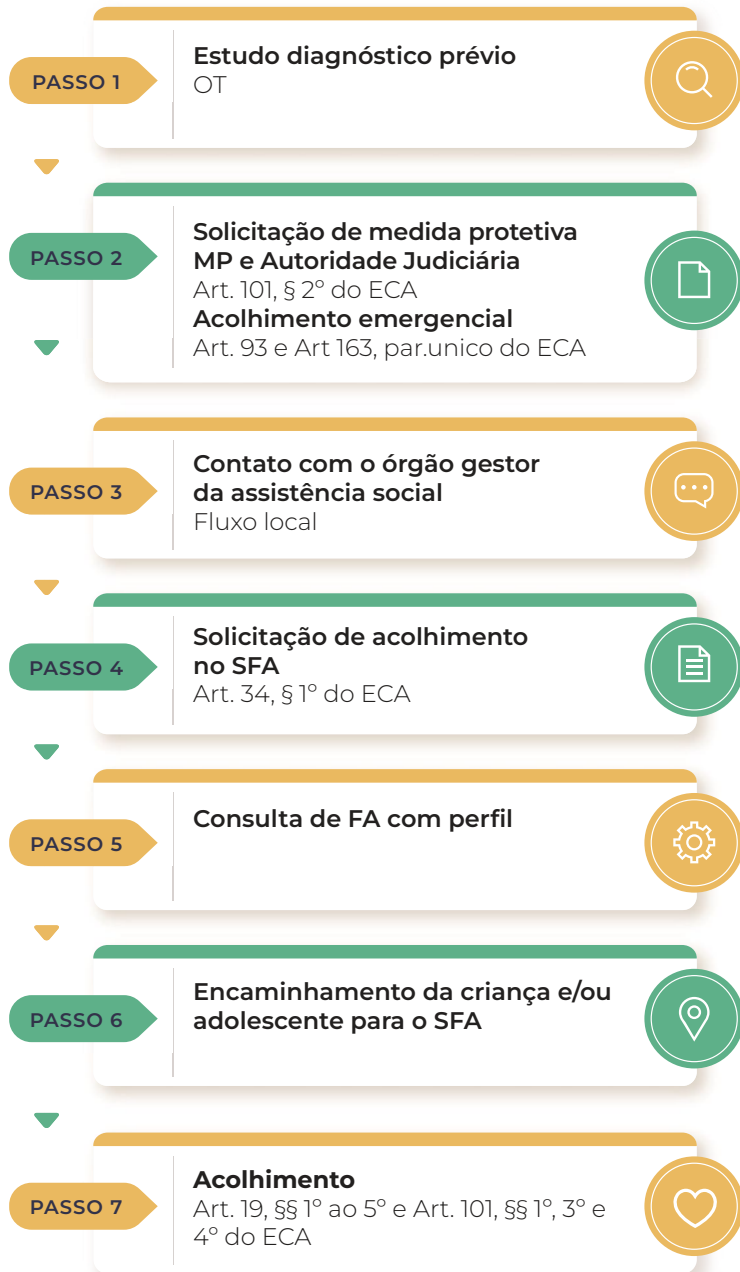 PASSO 1
Estudo diagnóstico prévio
OT
PASSO 2
Solicitação de medida protetiva
MP e Autoridade Judiciária
Art. 101, § 2º do ECA
Acolhimento emergencial
Art. 93 e Art 163, par.unico do ECA
PASSO 3
Contato com o órgão gestor
da assistência social
Fluxo local
PASSO 4
Solicitação de acolhimento
no SFA
Art. 34, § 1º do ECA
PASSO 5
Consulta de FA com perfil
PASSO 6
Encaminhamento da criança e/ou
adolescente para o SFA
PASSO 7
Acolhimento
Art. 19, §§ 1º ao 5º e Art. 101, §§ 1º, 3º e
4º do ECA